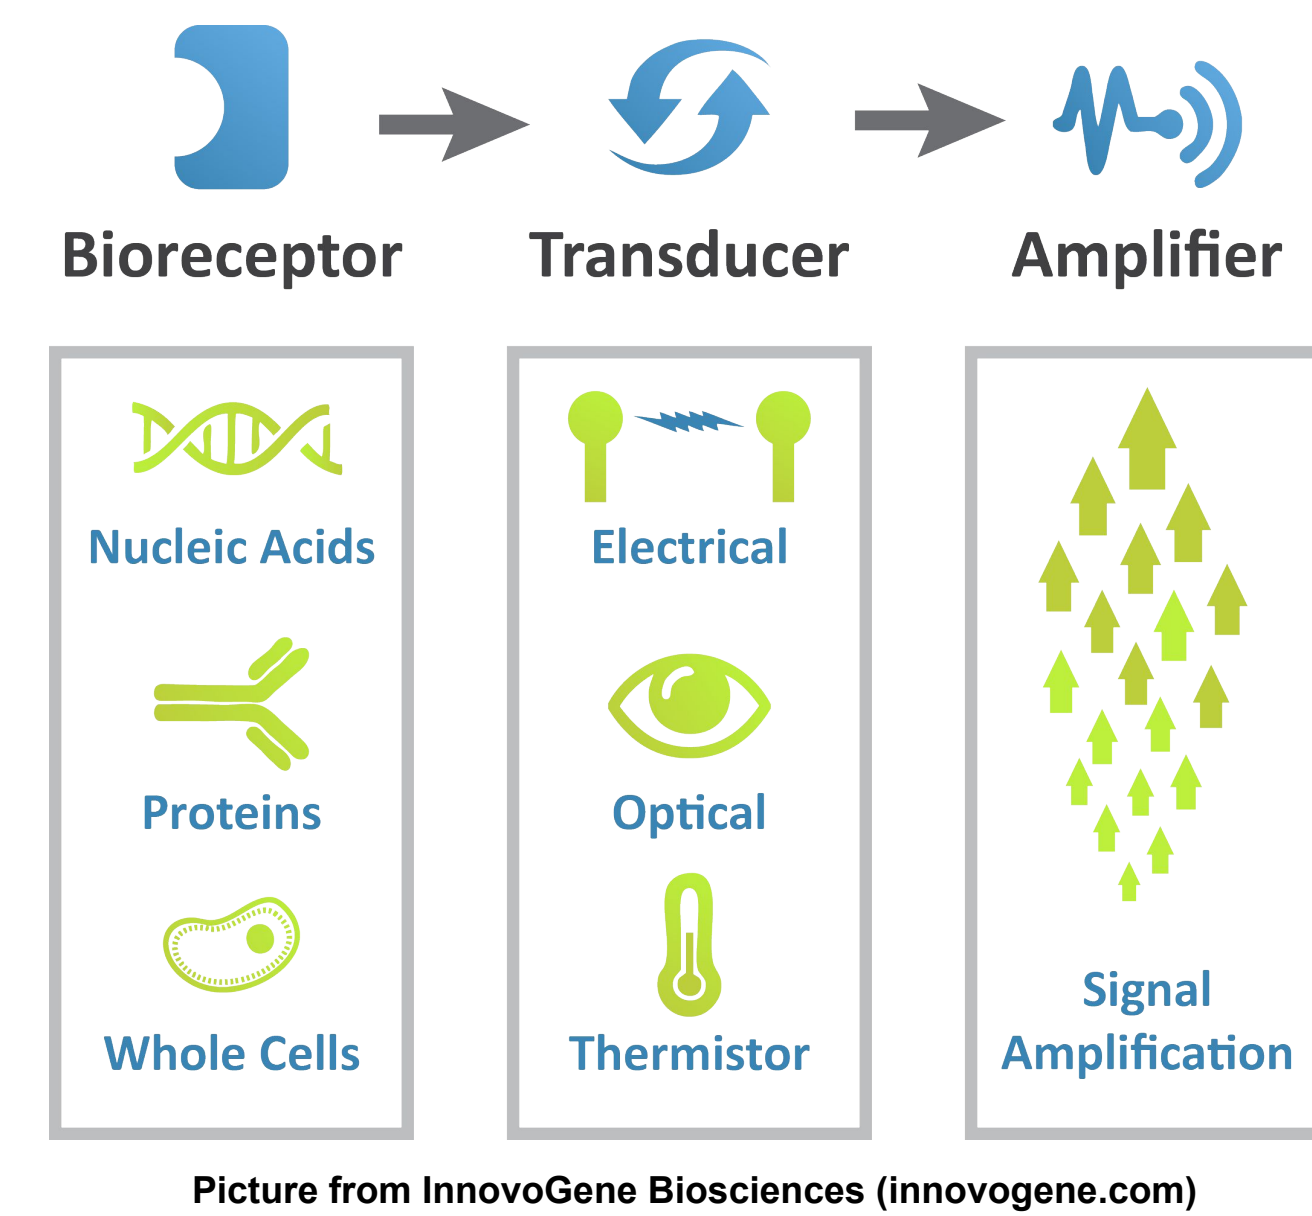 Bioreceptor
Transducer
Amplifier
Nucleic Acids
Proteins
Whole Cells
Electrical
Optical
Thermistor
Signal
Amplification
Picture from InnovoGene Biosciences (innovogene.com)